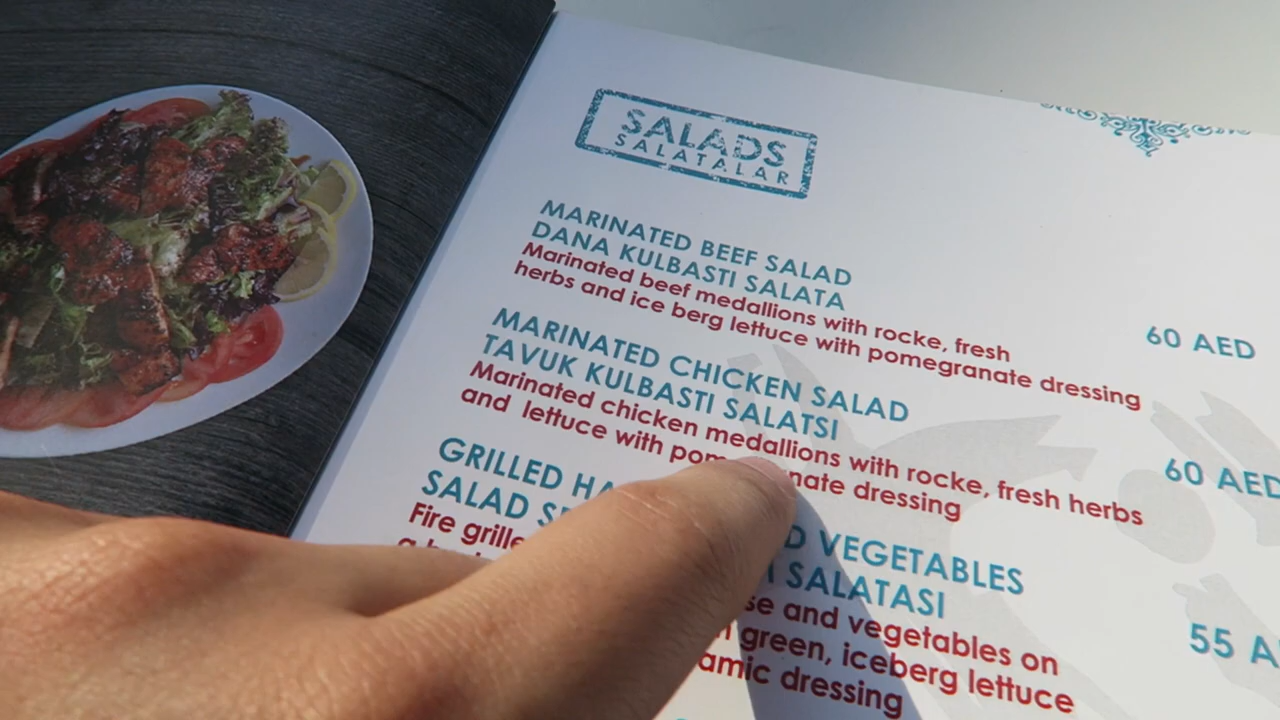 SALADS
SALATALAR
MARINATED BEEF SALAD
DANA KULBASTI SALATA
Marinated beef medallions with rocke, fresh
herbs and ice berg lettuce with pomegranate dressing
60 AED
MARINATED CHICKEN SALAD
TAVUK KULBASTI SALATSI
Marinated chicken medallions with rocke, fresh herbs
and lettuce with dressing
60 AED
GRILLED VEGETABLES
SALAD SALATASI
Fire and vegetables on
green, iceberg lettuce
dressing
55